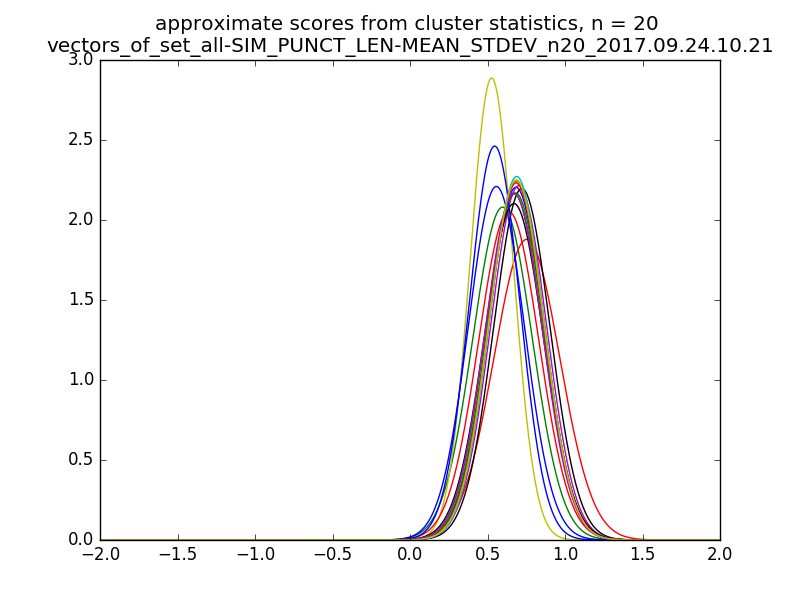 approximate scores from cluster statistics, n = 20
vectors_of_set_all-SIM_PUNCT_LEN-MEAN_STDEV_n20_2017.09.24.10.21
3.0
2.5
2.0
1.5
1.0
0.5
0.0
−2.0 −1.5 −1.0 −0.5 0.0 0.5 1.0 1.5 2.0